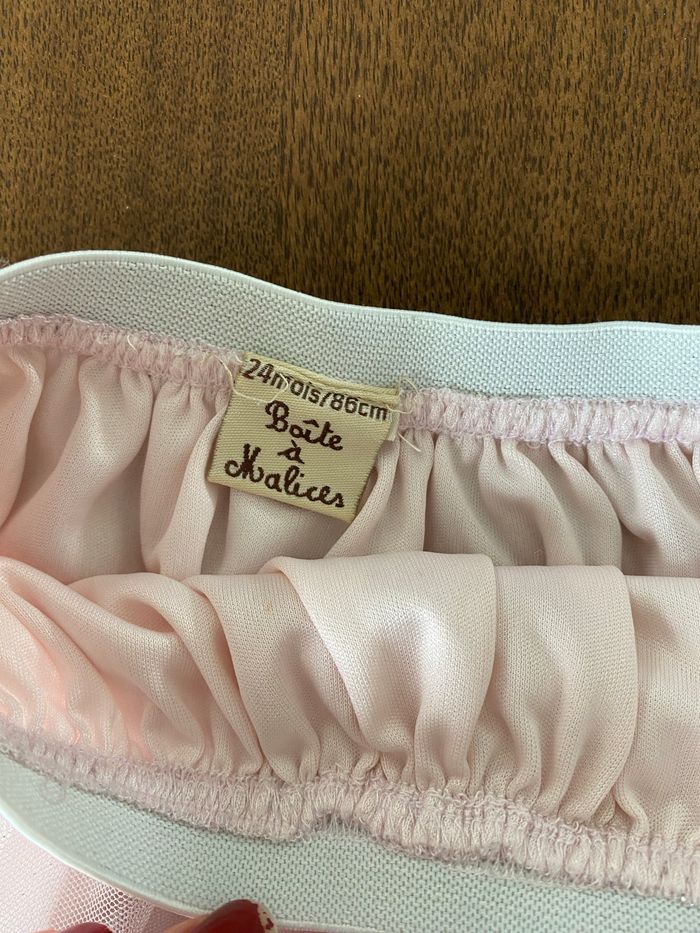 24mois/86cm
Boîte
à
Malices